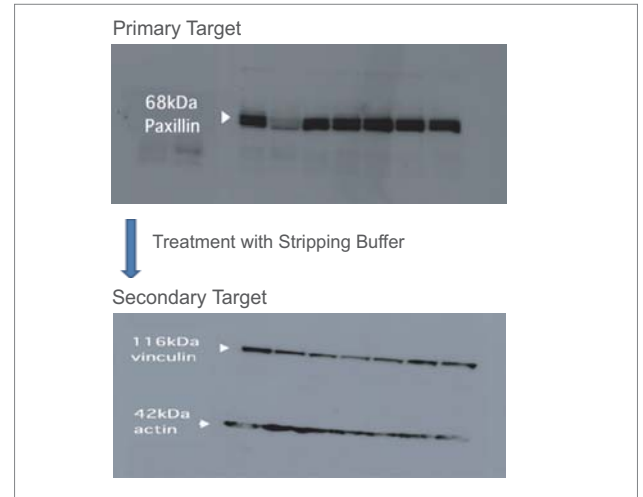 Primary Target
68kDa
Paxillin
Treatment with Stripping Buffer
Secondary Target
116kDa
vinculin
42kDa
actin